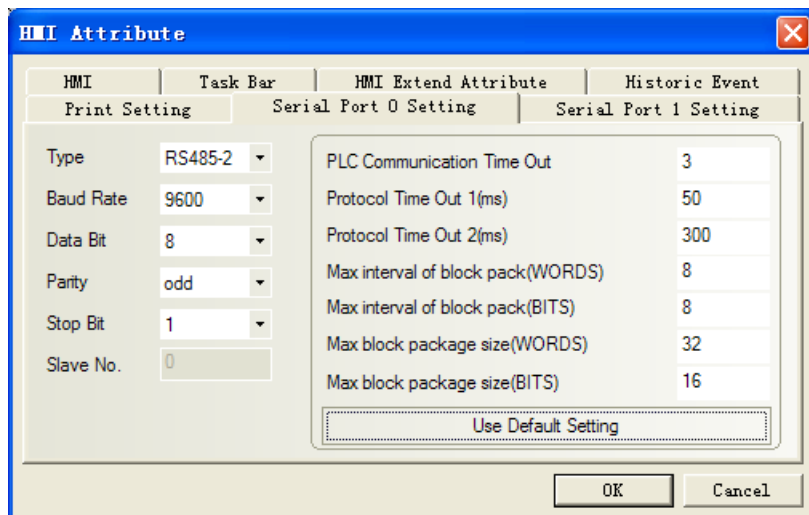 HMI Attribute
HMI Task Bar HMI Extend Attribute Historic Event
Print Setting Serial Port 0 Setting Serial Port 1 Setting
Type RS485-2
Baud Rate 9600
Data Bit 8
Parity odd
Stop Bit 1
Slave No. 0
PLC Communication Time Out 3
Protocol Time Out 1(ms) 50
Protocol Time Out 2(ms) 300
Max interval of block pack(WORDS) 8
Max interval of block pack(BITS) 8
Max block package size(WORDS) 32
Max block package size(BITS) 16
Use Default Setting
OK Cancel